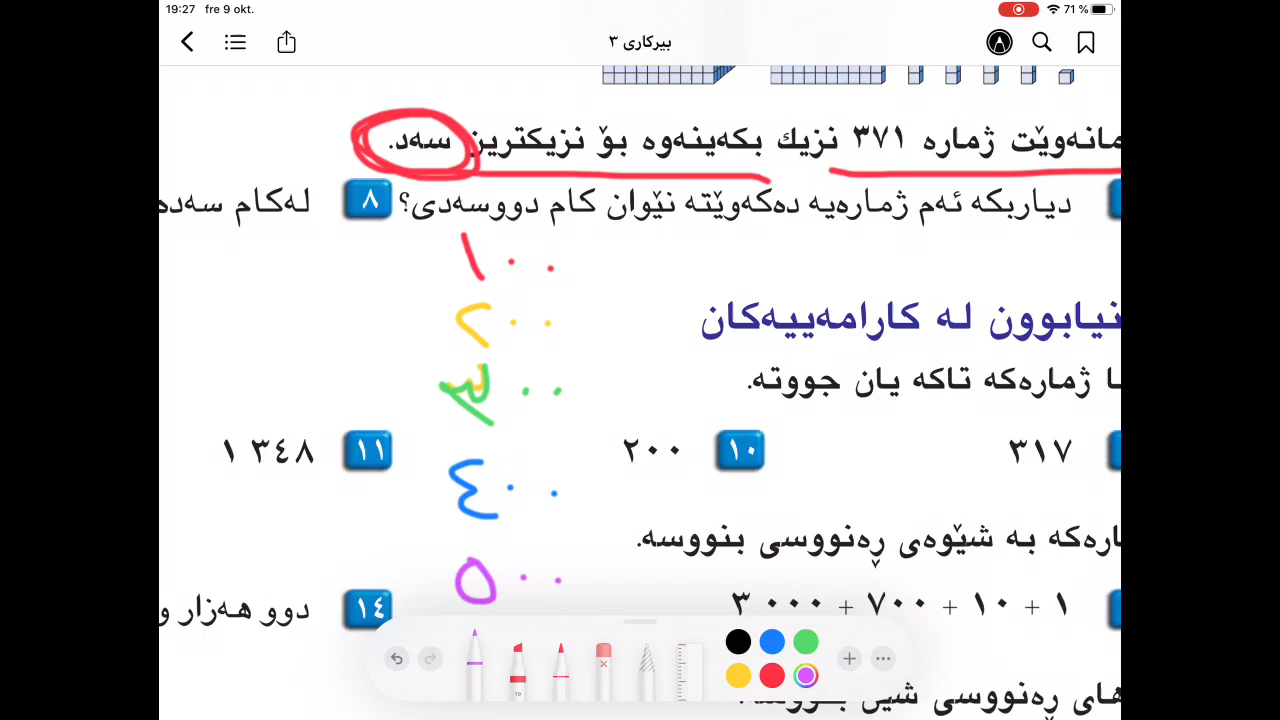 19:27 fre 9 okt. 71 %
بیرکاری ٣
مانەوێت ژمارە ٣٧١ نزیك بکەینەوە بۆ نزیکترین سەد.
دیاربکە ئەم ژمارەیە دەکەوێتە نێوان کام دووسەدی؟ ٨ لەکام سەدە
١٠٠
٢٠٠
نیابوون لە کارامەییەکان
ا ژمارەکە تاکە یان جووتە.
٣٠٠
٣١٧ ١٠ ٢٠٠ ١١ ١ ٣٤٨
٤٠٠
ارەکە بە شێوەی ڕەنووسی بنووسە.
٥٠٠
٣ ٠٠٠ + ٧٠٠ + ١٠ + ١ ١٤ دوو هەزار و
های ڕەنووسی